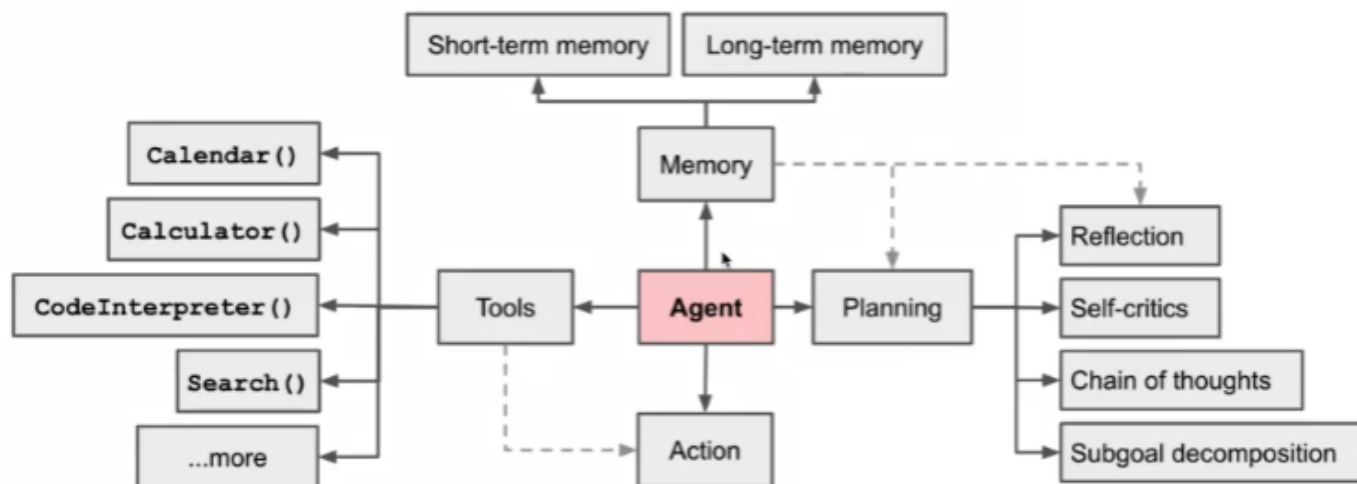 Short-term memory
Long-term memory
Calendar()
Memory
Calculator()
Reflection
CodeInterpreter()
Tools
Agent
Planning
Self-critics
Search()
Chain of thoughts
...more
Action
Subgoal decomposition